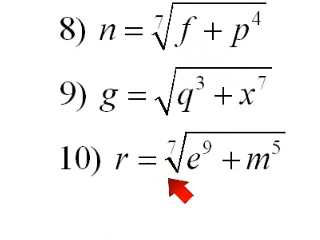 8) n = ⁷√(f + p⁴)
9) g = √(q³ + x⁷)
10) r = ⁷√(e⁹ + m⁵)